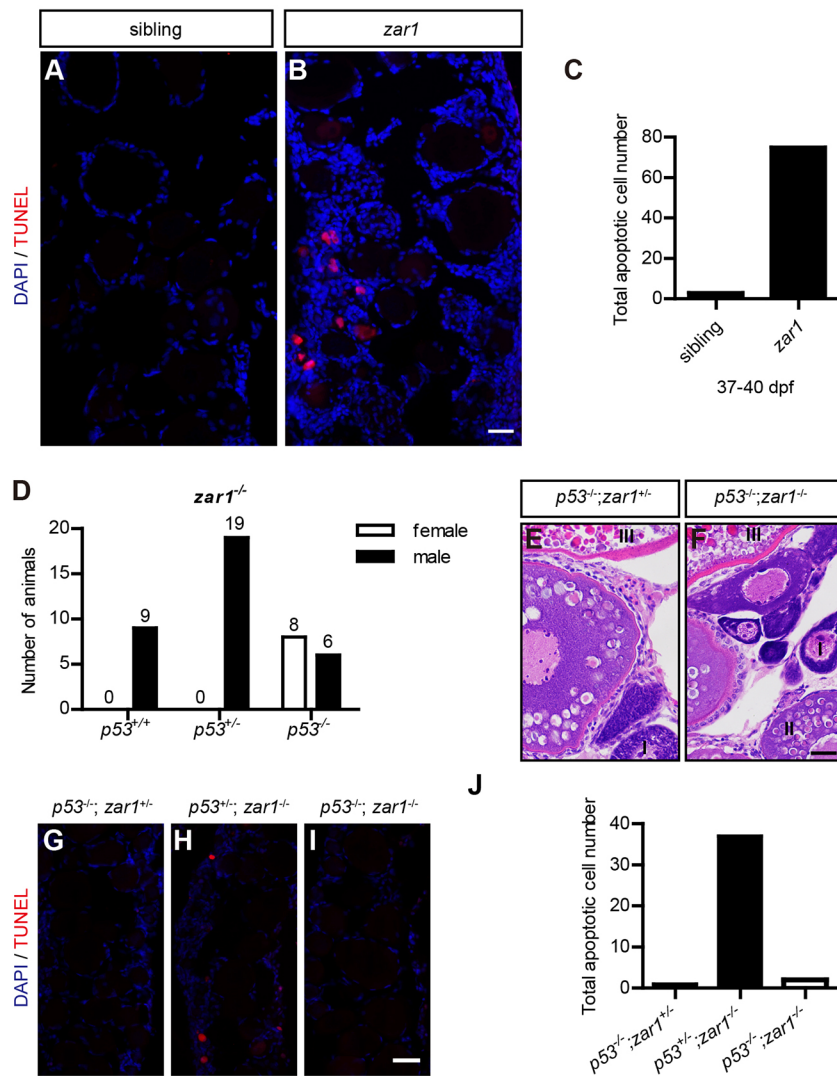 sibling
zar1
A
B
DAPI / TUNEL
C
Total apoptotic cell number
80
60
40
20
0
sibling
zar1
37-40 dpf
D
zar1-/-
Number of animals
20
15
10
5
0
0
9
0
19
8
6
p53+/+
p53+/-
p53-/-
female
male
p53-/-;zar1+/-
p53-/-;zar1-/-
E
III
I
F
III
I
II
p53-/-; zar1+/-
p53+/-; zar1-/-
p53-/-; zar1-/-
G
H
I
DAPI / TUNEL
J
Total apoptotic cell number
40
30
20
10
0
p53-/-;zar1+/-
p53+/-;zar1-/-
p53-/-;zar1-/-